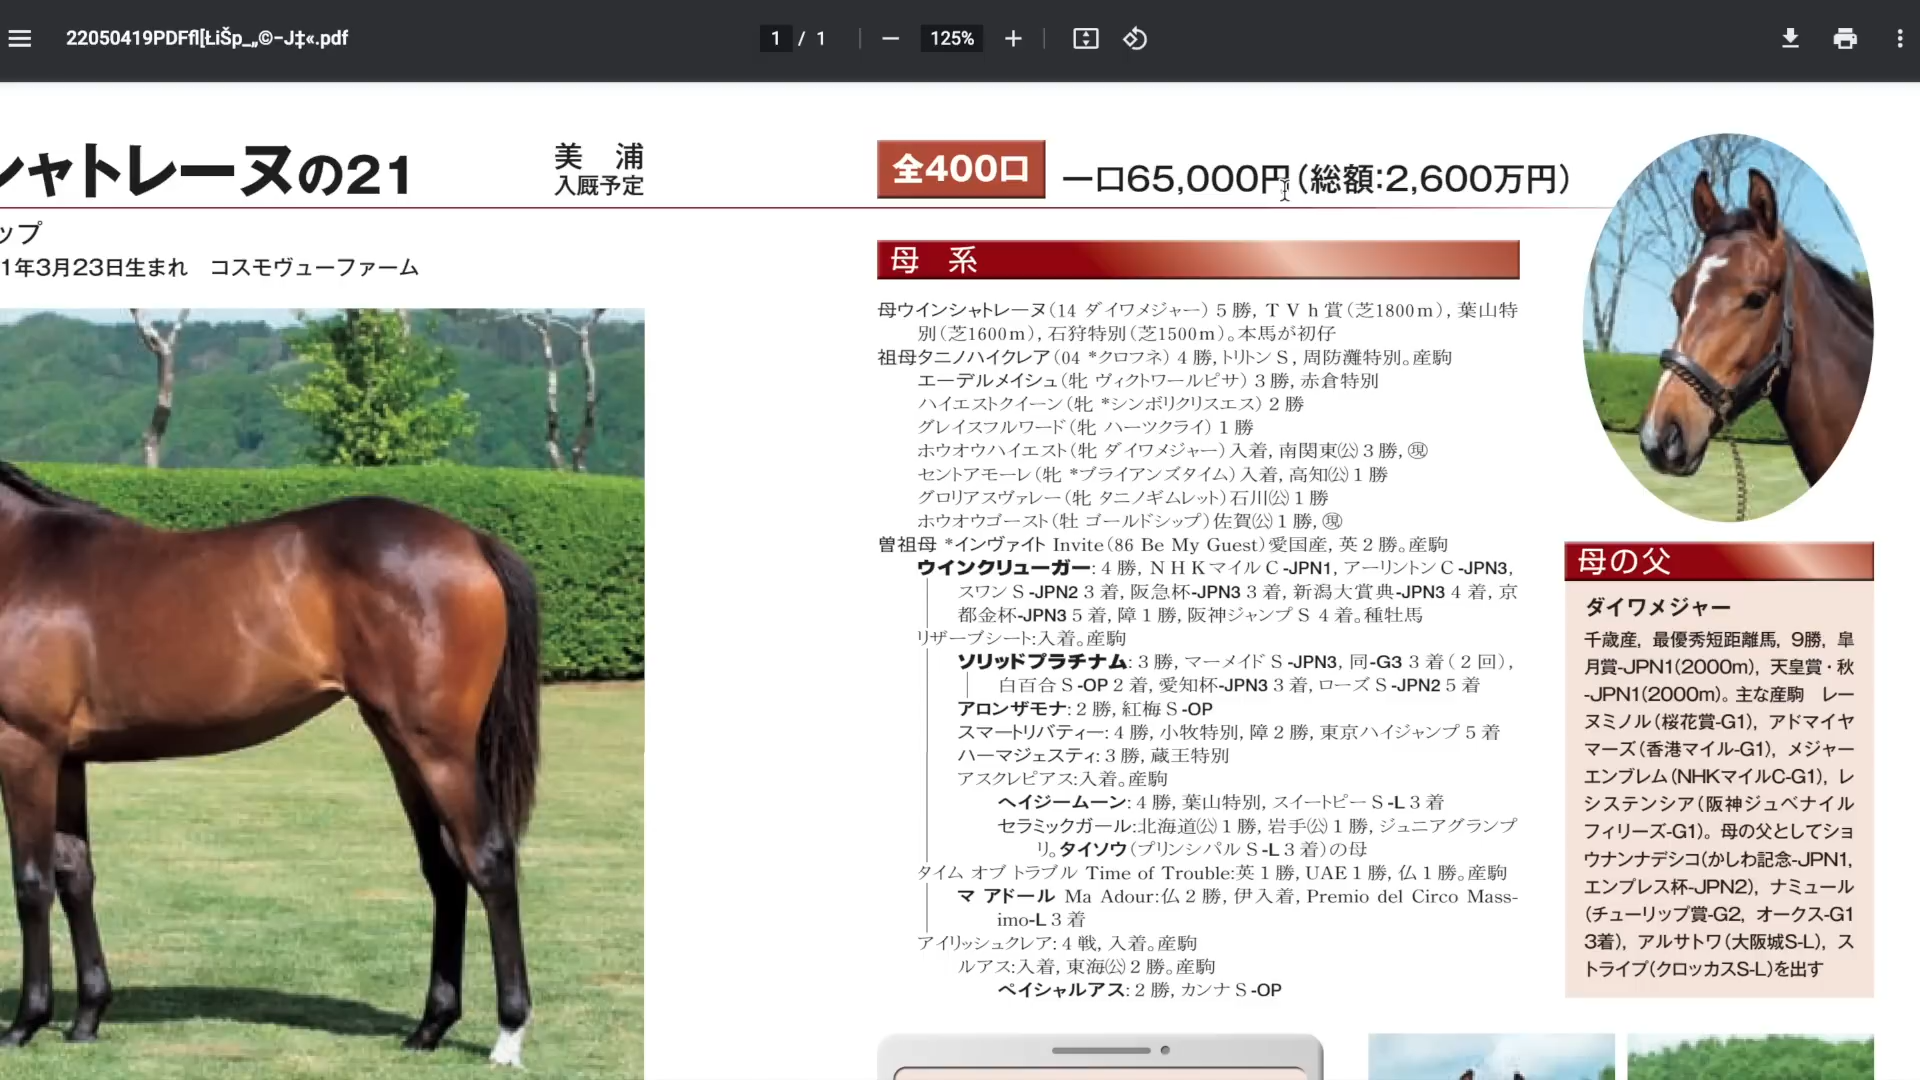 22050419PDFfl[ŁiŠp_„©−J‡«.pdf
1 / 1
125%
シャトレーヌの21
美 浦
入厩予定
全400口
一口65,000円(総額:2,600万円)
ップ
1年3月23日生まれ コスモヴューファーム
母 系
母ウインシャトレーヌ(14 ダイワメジャー) 5 勝, T V h 賞(芝1800m), 葉山特
別(芝1600m), 石狩特別(芝1500m)。本馬が初仔
祖母タニノハイクレア(04 *クロフネ) 4 勝,トリトン S , 周防灘特別。産駒
エーデルメイシュ(牝 ヴィクトワールピサ) 3 勝, 赤倉特別
ハイエストクイーン(牝 *シンボリクリスエス) 2 勝
グレイスフルワード(牝 ハーツクライ) 1 勝
ホウオウハイエスト(牝 ダイワメジャー)入着, 南関東㈳ 3 勝, ㊝
セントアモーレ(牝 *ブライアンズタイム)入着, 高知(公) 1 勝
グロリアスヴァレー(牝 タニノギムレット)石川(公) 1 勝
ホウオウゴースト(牡 ゴールドシップ)佐賀(公) 1 勝, 現
曽祖母 *インヴァイト Invite(86 Be My Guest)愛国産, 英 2 勝。産駒
ウインクリューガー: 4 勝, N H K マイル C -JPN1, アーリントン C -JPN3,
スワン S -JPN2 3 着, 阪急杯-JPN3 3 着, 新潟大賞典-JPN3 4 着, 京
都金杯-JPN3 5 着, 障 1 勝, 阪神ジャンプ S 4 着。種牡馬
リザーブシート:入着。産駒
ソリッドプラチナム: 3 勝, マーメイド S -JPN3, 同-G3 3 着( 2 回),
白百合 S -OP 2 着, 愛知杯-JPN3 3 着, ローズ S -JPN2 5 着
アロンザモナ: 2 勝, 紅梅 S -OP
スマートリバティー: 4 勝, 小牧特別, 障 2 勝, 東京ハイジャンプ 5 着
ハーマジェスティ: 3 勝, 蔵王特別
アスクレピアス:入着。産駒
ヘイジームーン: 4 勝, 葉山特別, スイートピー S -L 3 着
セラミックガール:北海道(公) 1 勝, 岩手(公) 1 勝, ジュニアグランプ
リ。タイソウ(プリンシパル S -L 3 着)の母
タイム オブ トラブル Time of Trouble:英 1 勝, UAE 1 勝, 仏 1 勝。産駒
マ アドール Ma Adour:仏 2 勝, 伊入着, Premio del Circo Mass-
imo-L 3 着
アイリッシュクレア: 4 戦, 入着。産駒
ルアス:入着, 東海(公) 2 勝。産駒
ペイシャルアス: 2 勝, カンナ S -OP
母の父
ダイワメジャー
千歳産, 最優秀短距離馬, 9勝, 皐
月賞-JPN1(2000m), 天皇賞・秋
-JPN1(2000m)。主な産駒 レー
ヌミノル(桜花賞-G1), アドマイヤ
マーズ(香港マイル-G1), メジャー
エンブレム(NHKマイルC-G1), レ
システンシア(阪神ジュベナイル
フィリーズ-G1)。母の父としてショ
ウナンナデシコ(かしわ記念-JPN1,
エンプレス杯-JPN2), ナミュール
(チューリップ賞-G2, オークス-G1
3着), アルサトワ(大阪城S-L), ス
トライプ(クロッカスS-L)を出す